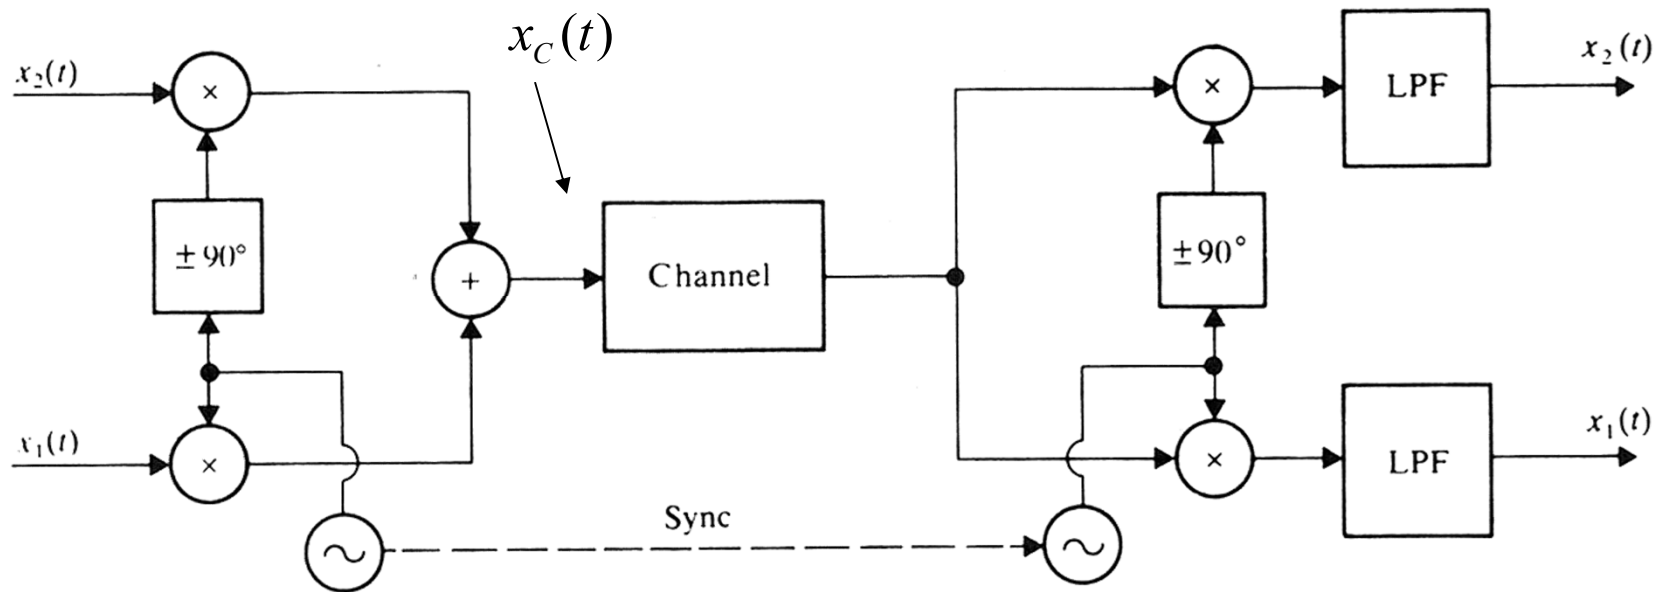 x_C(t)
x_2(t)
×
×
LPF
x_2(t)
± 90°
± 90°
+
Channel
x_1(t)
×
×
LPF
x_1(t)
Sync